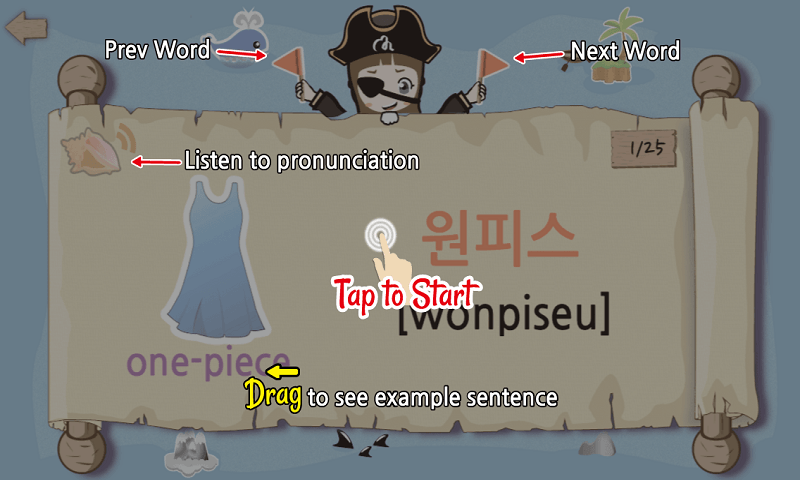 Prev Word
Next Word
Listen to pronunciation
1/25
원피스
Tap to Start
[wonpiseu]
one-piece
Drag to see example sentence